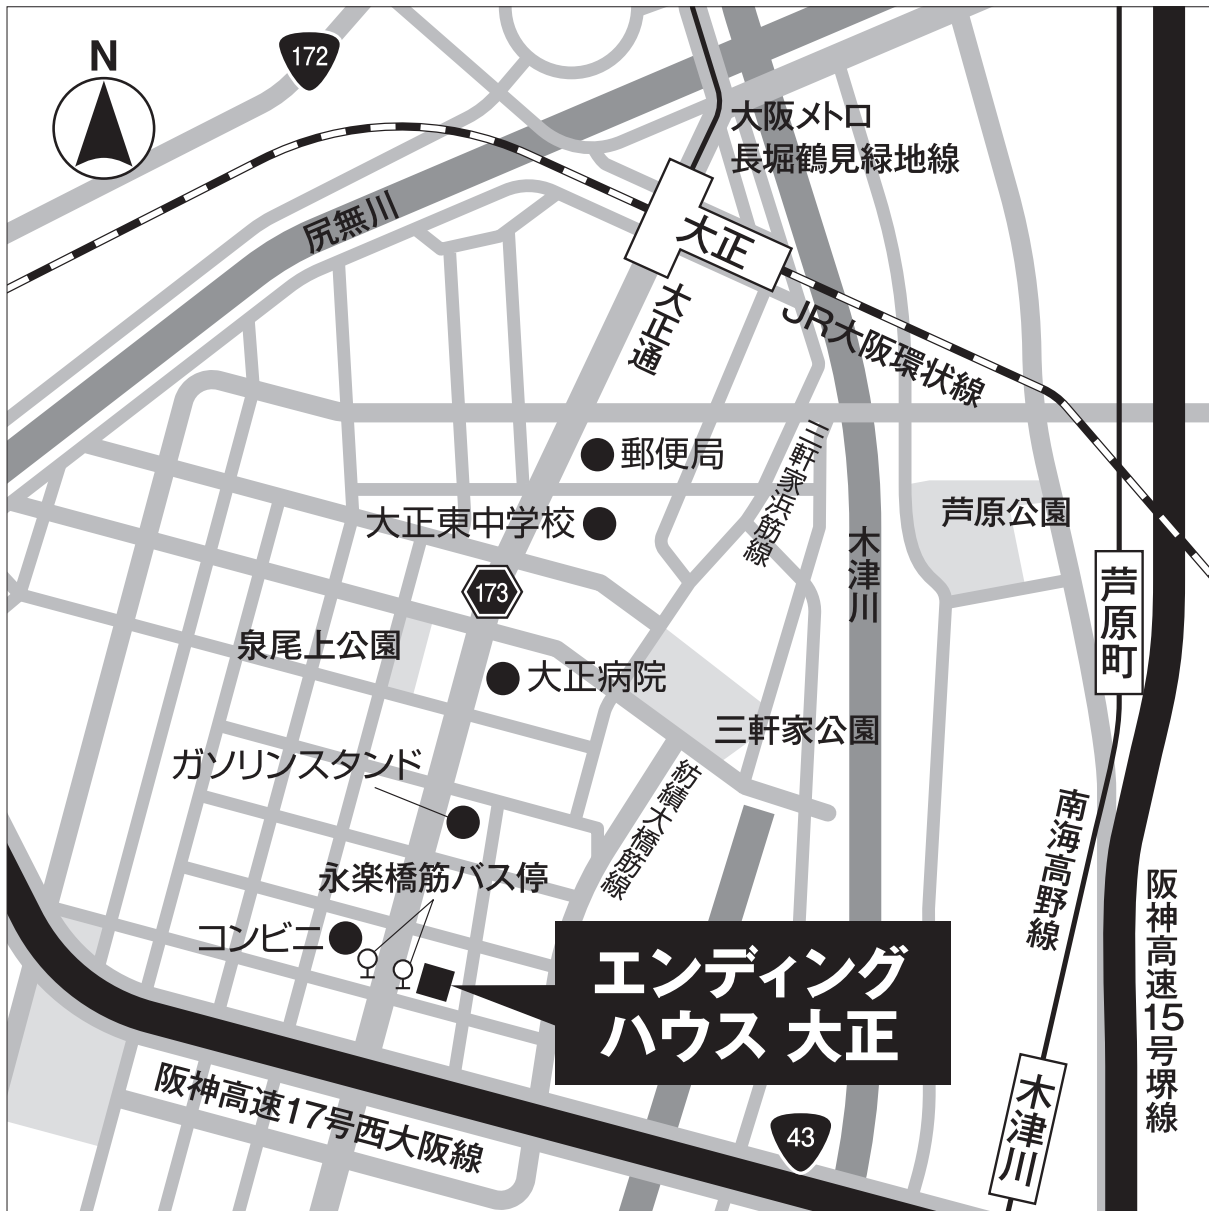 N
172
大阪メトロ
長堀鶴見緑地線
尻無川
大正
大正通
JR大阪環状線
郵便局
三軒家浜筋線
大正東中学校
芦原公園
木津川
173
芦原町
泉尾上公園
大正病院
三軒家公園
ガソリンスタンド
紡績大橋筋線
南海高野線
永楽橋筋バス停
阪神高速15号堺線
コンビニ
エンディング
ハウス 大正
阪神高速17号西大阪線
43
木津川